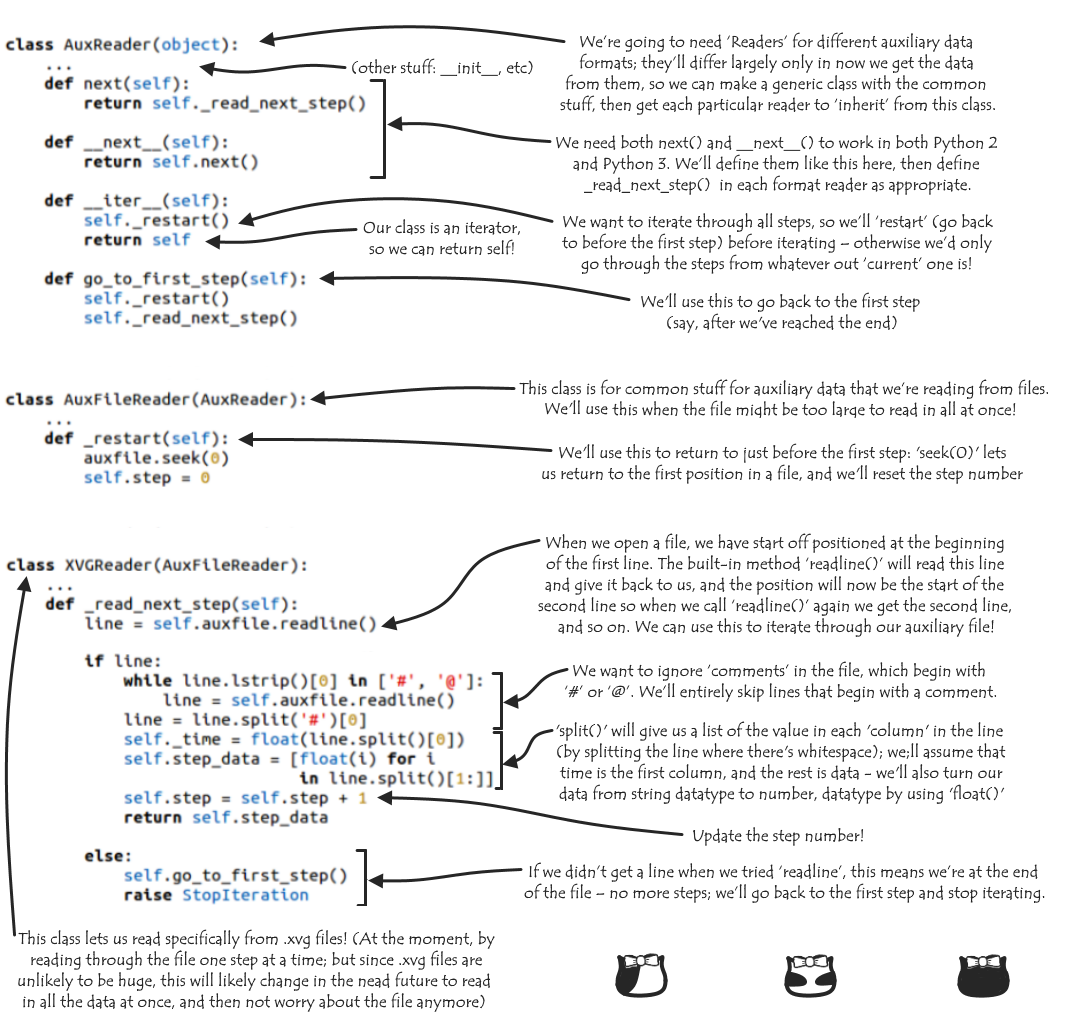 class AuxReader(object):
    ...
    def next(self):
        return self._read_next_step()

    def __next__(self):
        return self.next()

    def __iter__(self):
        self._restart()
        return self

    def go_to_first_step(self):
        self._restart()
        self._read_next_step()
We're going to need 'Readers' for different auxiliary data
formats; they'll differ largely only in now we get the data
from them, so we can make a generic class with the common
stuff, then get each particular reader to 'inherit' from this class.
(other stuff: __init__, etc)
We need both next() and __next__() to work in both Python 2
and Python 3. We'll define them like this here, then define
_read_next_step() in each format reader as appropriate.
We want to iterate through all steps, so we'll 'restart' (go back
to before the first step) before iterating – otherwise we'd only
go through the steps from whatever out 'current' one is!
Our class is an iterator,
so we can return self!
We'll use this to go back to the first step
(say, after we've reached the end)
class AuxFileReader(AuxReader):
    ...
    def _restart(self):
        auxfile.seek(0)
        self.step = 0
This class is for common stuff for auxiliary data that we're reading from files.
We'll use this when the file might be too large to read in all at once!
We'll use this to return to just before the first step: 'seek(0)' lets
us return to the first position in a file, and we'll reset the step number
class XVGReader(AuxFileReader):
    ...
    def _read_next_step(self):
        line = self.auxfile.readline()

        if line:
            while line.lstrip()[0] in ['#', '@']:
                line = self.auxfile.readline()
            line = line.split('#')[0]
            self._time = float(line.split()[0])
            self.step_data = [float(i) for i
                              in line.split()[1:]]
            self.step = self.step + 1
            return self.step_data

        else:
            self.go_to_first_step()
            raise StopIteration
When we open a file, we have start off positioned at the beginning
of the first line. The built-in method 'readline()' will read this line
and give it back to us, and the position will now be the start of the
second line so when we call 'readline()' again we get the second line,
and so on. We can use this to iterate through our auxiliary file!
We want to ignore 'comments' in the file, which begin with
'#' or '@'. We'll entirely skip lines that begin with a comment.
'split()' will give us a list of the value in each 'column' in the line
(by splitting the line where there's whitespace); we;ll assume that
time is the first column, and the rest is data – we'll also turn our
data from string datatype to number, datatype by using 'float()'
Update the step number!
If we didn't get a line when we tried 'readline', this means we're at the end
of the file – no more steps; we'll go back to the first step and stop iterating.
This class lets us read specifically from .xvg files! (At the moment, by
reading through the file one step at a time; but since .xvg files are
unlikely to be huge, this will likely change in the nead future to read
in all the data at once, and then not worry about the file anymore)